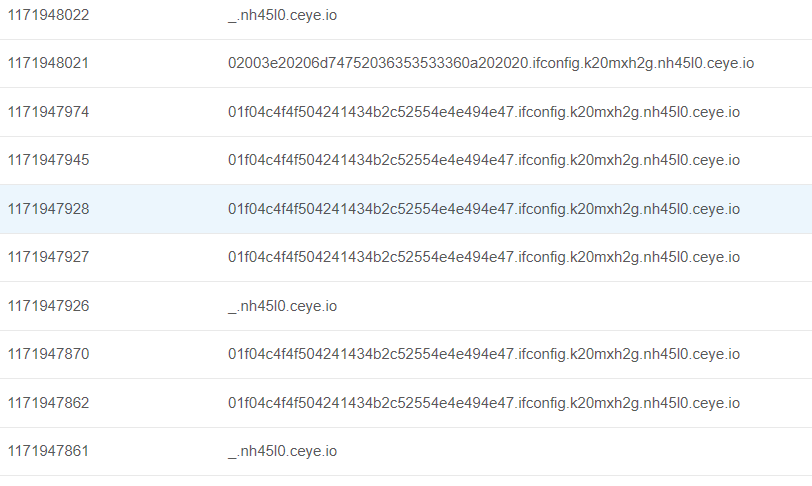 1171948022 _.nh45l0.ceye.io
1171948021 02003e20206d74752036353533360a202020.ifconfig.k20mxh2g.nh45l0.ceye.io
1171947974 01f04c4f4f504241434b2c52554e4e494e47.ifconfig.k20mxh2g.nh45l0.ceye.io
1171947945 01f04c4f4f504241434b2c52554e4e494e47.ifconfig.k20mxh2g.nh45l0.ceye.io
1171947928 01f04c4f4f504241434b2c52554e4e494e47.ifconfig.k20mxh2g.nh45l0.ceye.io
1171947927 01f04c4f4f504241434b2c52554e4e494e47.ifconfig.k20mxh2g.nh45l0.ceye.io
1171947926 _.nh45l0.ceye.io
1171947870 01f04c4f4f504241434b2c52554e4e494e47.ifconfig.k20mxh2g.nh45l0.ceye.io
1171947862 01f04c4f4f504241434b2c52554e4e494e47.ifconfig.k20mxh2g.nh45l0.ceye.io
1171947861 _.nh45l0.ceye.io